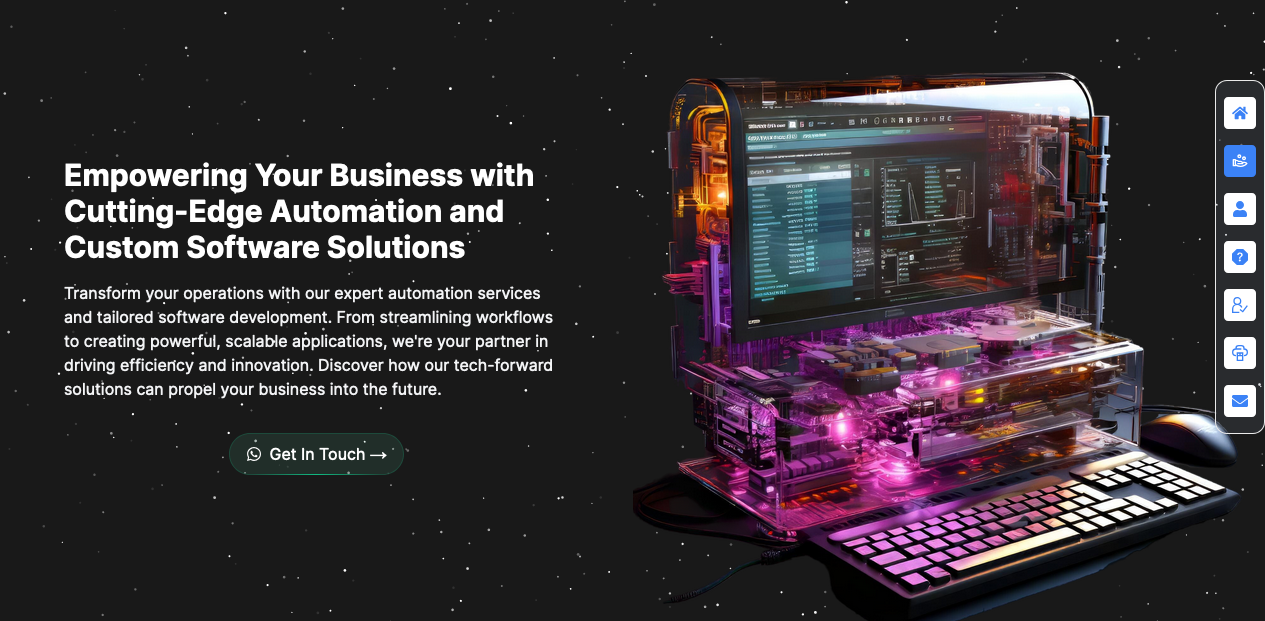 Empowering Your Business with
Cutting-Edge Automation and
Custom Software Solutions
Transform your operations with our expert automation services
and tailored software development. From streamlining workflows
to creating powerful, scalable applications, we're your partner in
driving efficiency and innovation. Discover how our tech-forward
solutions can propel your business into the future.
Get In Touch →